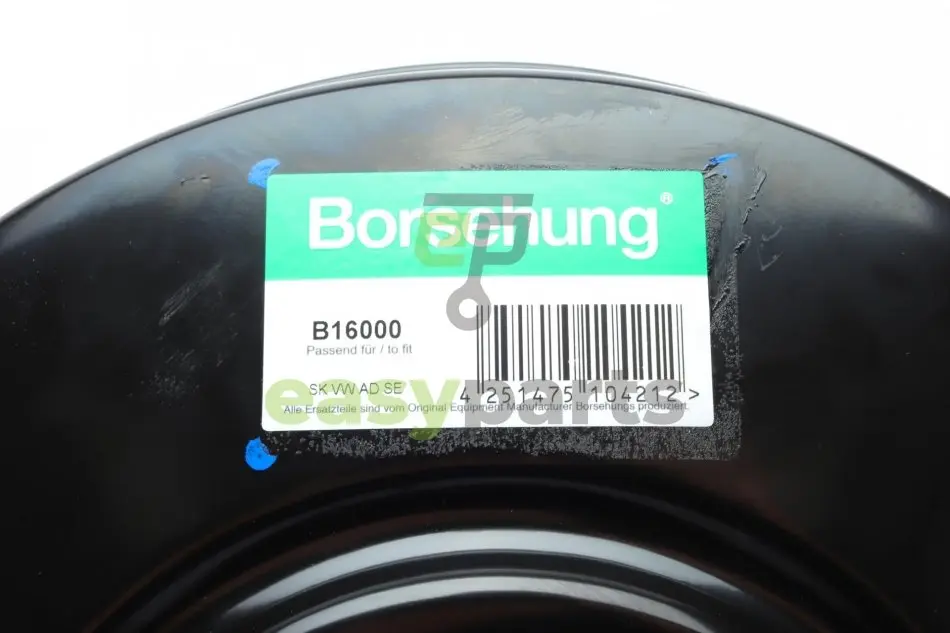 Borsehung®
ep
B16000
Passend für / to fit
SK VW AD SE
4 251475 104212 >
easyparts
Alle Ersatzteile sind vom Original Equipment Manufacturer Borsehungs produziert.